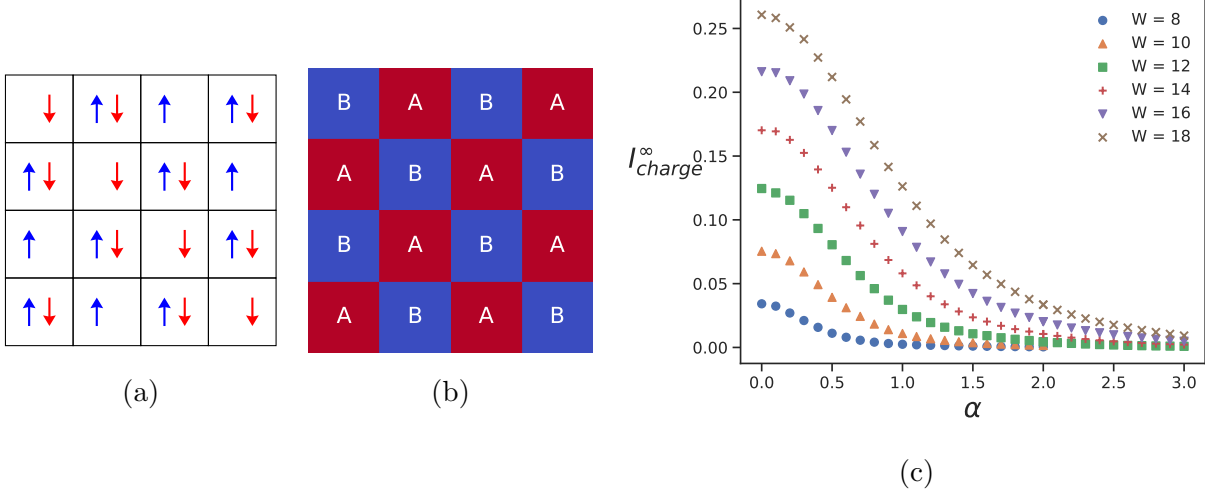 B A B A
A B A B
B A B A
A B A B
(a)
(b)
I∞charge
0.25
0.20
0.15
0.10
0.05
0.00
W = 8
W = 10
W = 12
W = 14
W = 16
W = 18
0.0 0.5 1.0 1.5 2.0 2.5 3.0
α
(c)